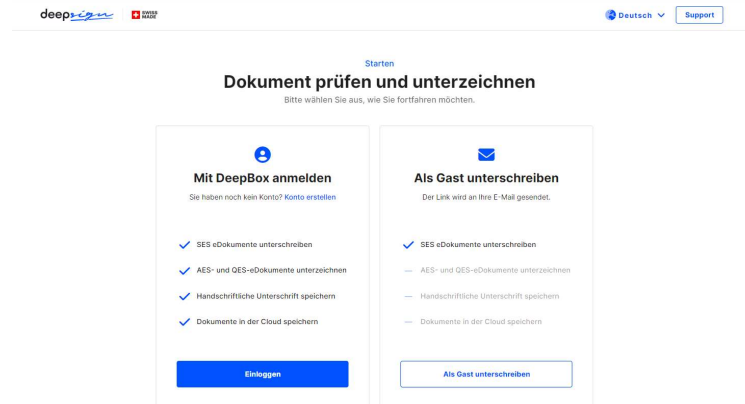 deepsign
SWISS MADE
Deutsch
Support
Starten
Dokument prüfen und unterzeichnen
Bitte wählen Sie aus, wie Sie fortfahren möchten.
Mit DeepBox anmelden
Sie haben noch kein Konto? Konto erstellen
SES eDokumente unterschreiben
AES- und QES-eDokumente unterzeichnen
Handschriftliche Unterschrift speichern
Dokumente in der Cloud speichern
Einloggen
Als Gast unterschreiben
Der Link wird an Ihre E-Mail gesendet.
SES eDokumente unterschreiben
AES- und QES-eDokumente unterzeichnen
Handschriftliche Unterschrift speichern
Dokumente in der Cloud speichern
Als Gast unterschreiben